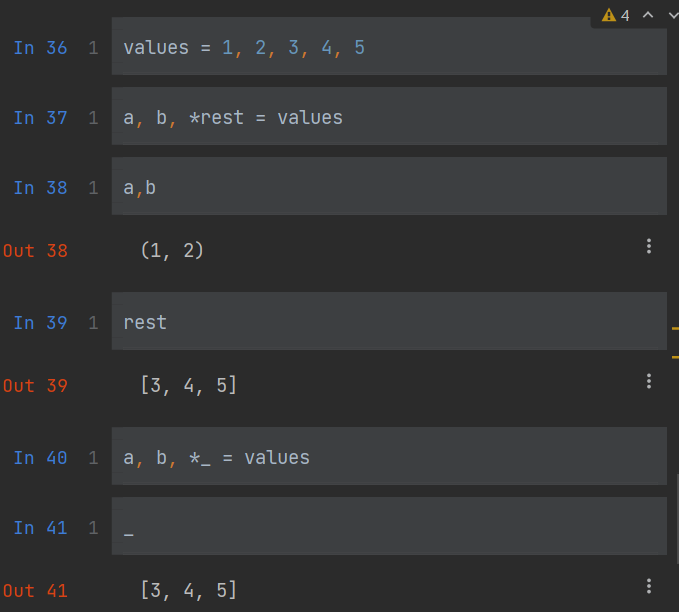 4
In 36 1 values = 1, 2, 3, 4, 5
In 37 1 a, b, *rest = values
In 38 1 a,b
Out 38 (1, 2)
In 39 1 rest
Out 39 [3, 4, 5]
In 40 1 a, b, *_ = values
In 41 1 _
Out 41 [3, 4, 5]